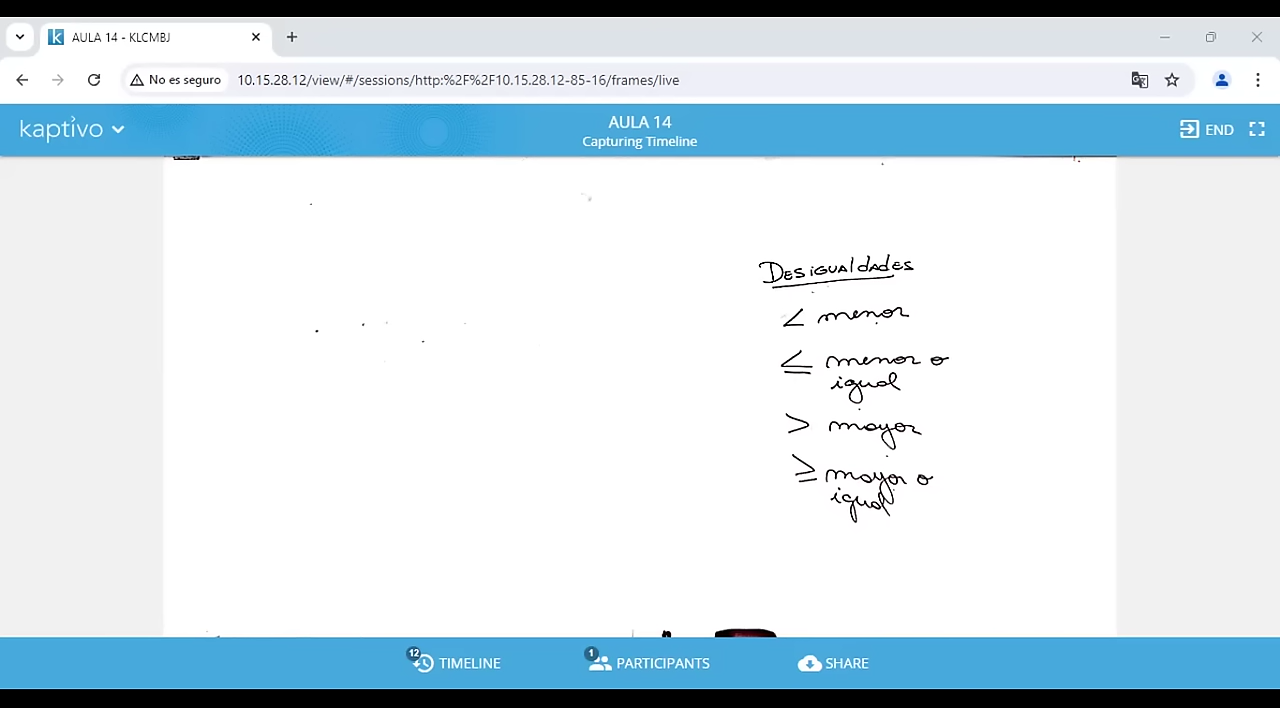 AULA 14 - KLCMBJ
No es seguro
10.15.28.12/view/#/sessions/http:%2F%2F10.15.28.12-85-16/frames/live
kaptivo
AULA 14
Capturing Timeline
END
Desigualdades
< menor
≤ menor o
igual
> mayor
≥ mayor o
igual
12 TIMELINE
1 PARTICIPANTS
SHARE